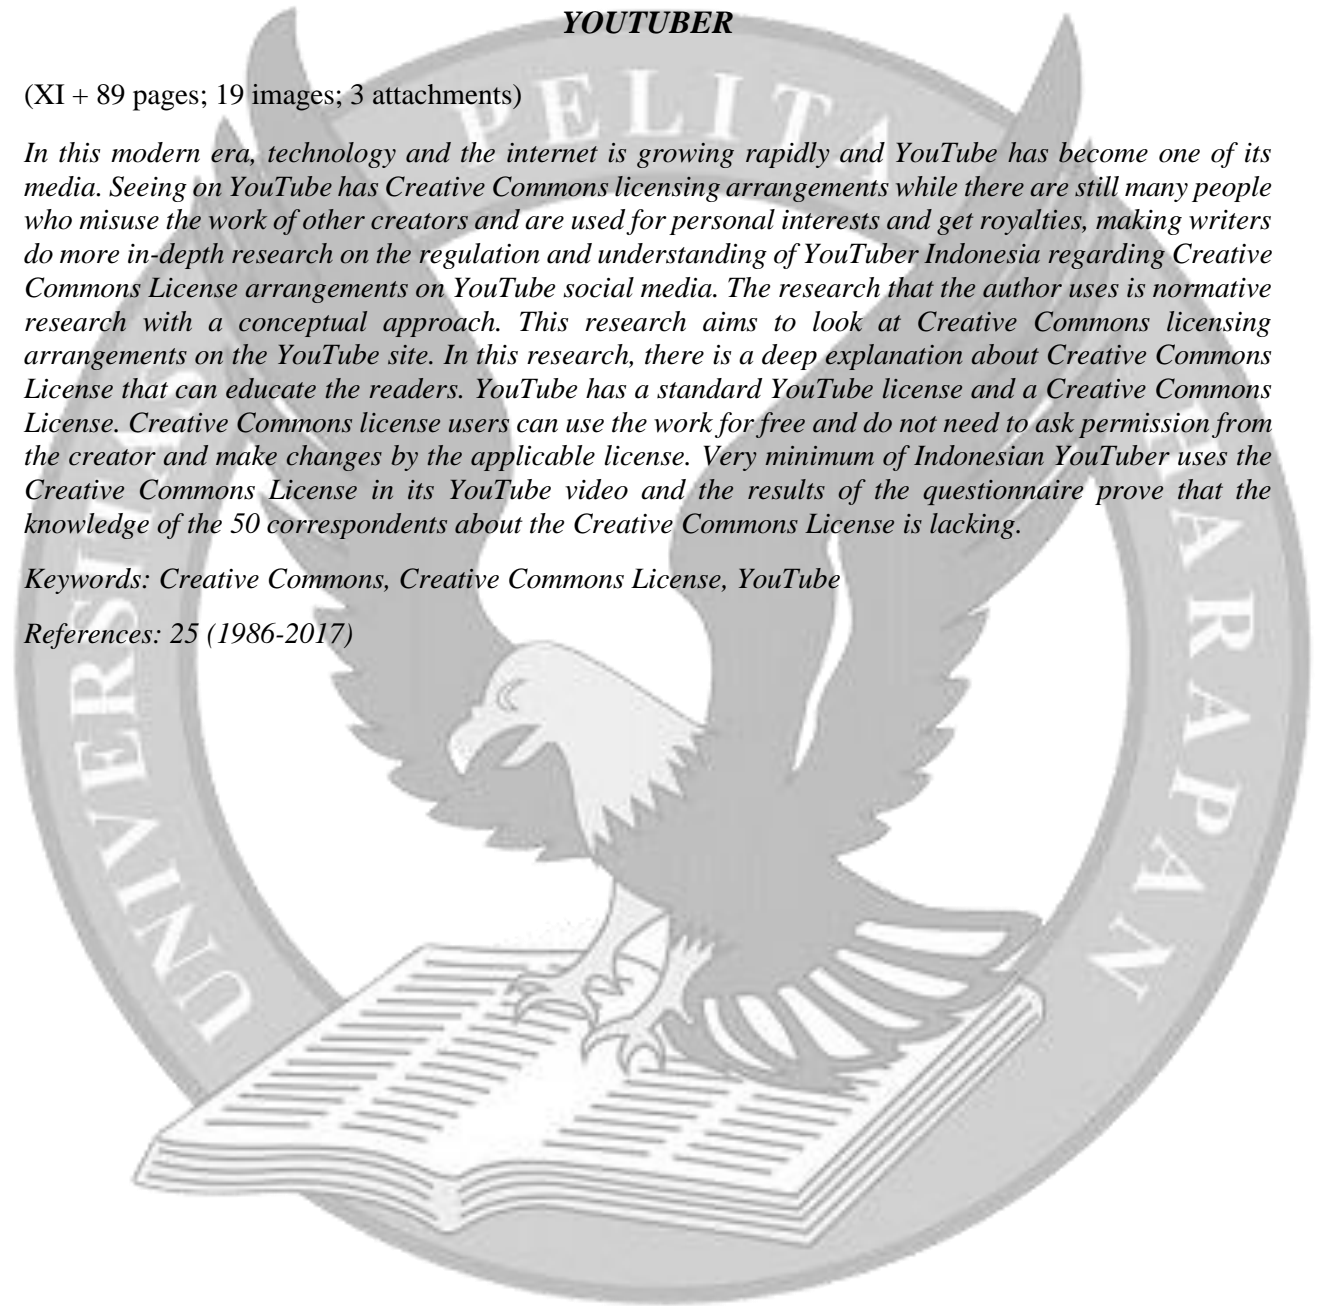 YOUTUBER
(XI + 89 pages; 19 images; 3 attachments)
In this modern era, technology and the internet is growing rapidly and YouTube has become one of its
media. Seeing on YouTube has Creative Commons licensing arrangements while there are still many people
who misuse the work of other creators and are used for personal interests and get royalties, making writers
do more in-depth research on the regulation and understanding of YouTuber Indonesia regarding Creative
Commons License arrangements on YouTube social media. The research that the author uses is normative
research with a conceptual approach. This research aims to look at Creative Commons licensing
arrangements on the YouTube site. In this research, there is a deep explanation about Creative Commons
License that can educate the readers. YouTube has a standard YouTube license and a Creative Commons
License. Creative Commons license users can use the work for free and do not need to ask permission from
the creator and make changes by the applicable license. Very minimum of Indonesian YouTuber uses the
Creative Commons License in its YouTube video and the results of the questionnaire prove that the
knowledge of the 50 correspondents about the Creative Commons License is lacking.
Keywords: Creative Commons, Creative Commons License, YouTube
References: 25 (1986-2017)
UNIVERSITAS PELITA HARAPAN